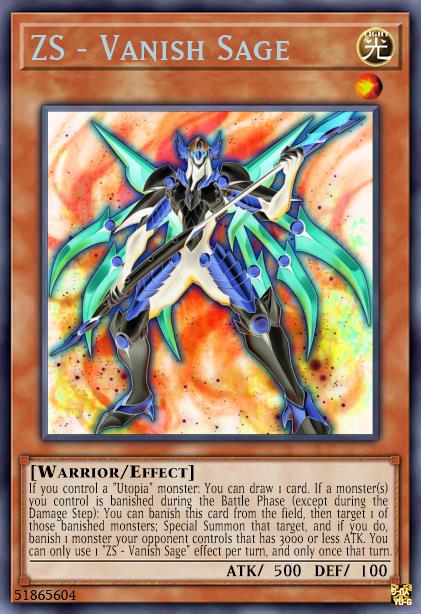 ZS - Vanish Sage
LIGHT
光
[Warrior/Effect]
If you control a "Utopia" monster: You can draw 1 card. If a monster(s)
you control is banished during the Battle Phase (except during the
Damage Step): You can banish this card from the field, then target 1 of
those banished monsters; Special Summon that target, and if you do,
banish 1 monster your opponent controls that has 3000 or less ATK. You
can only use 1 "ZS - Vanish Sage" effect per turn, and only once that turn.
ATK/ 500 DEF/ 100
51865604